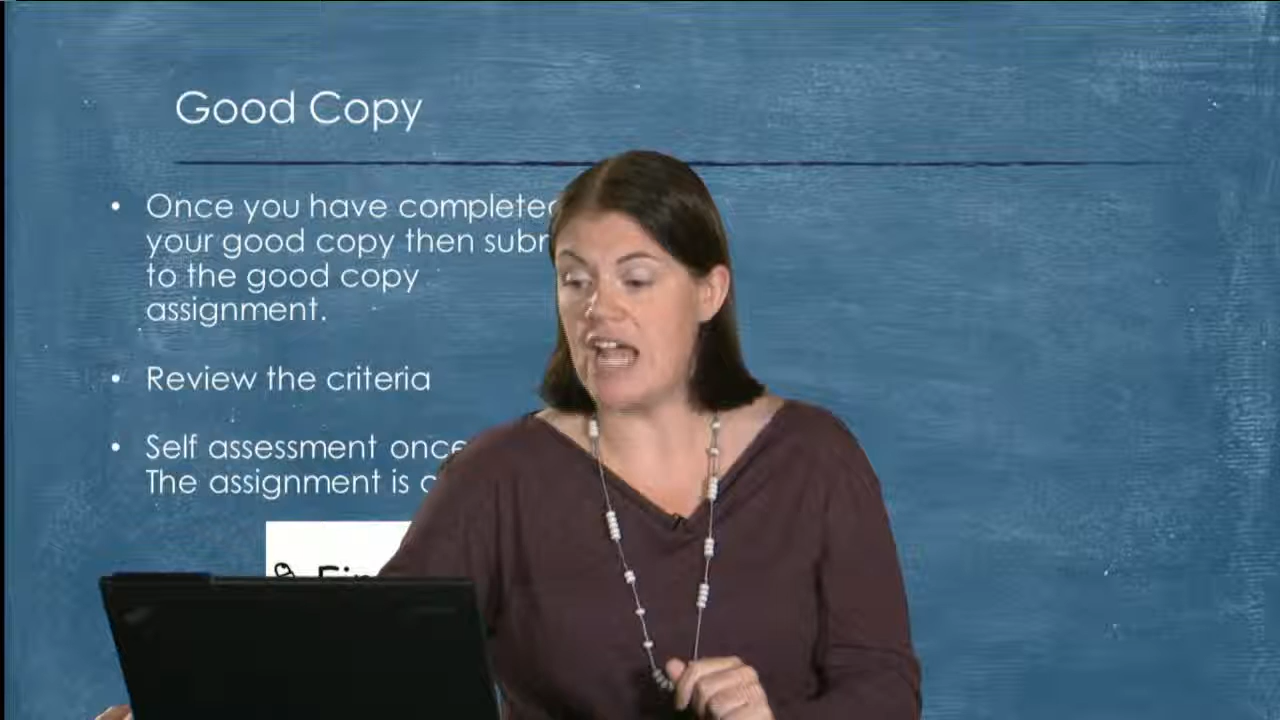 Good Copy
• Once you have completed
your good copy then
to the good copy
assignment.
• Review the criteria
• Self assessment once
The assignment is